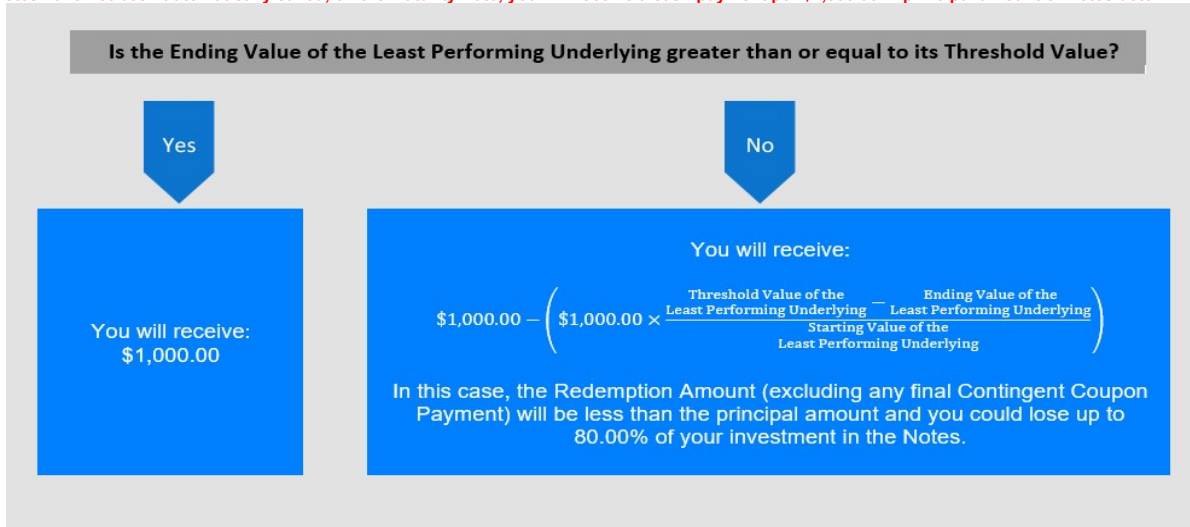 Is the Ending Value of the Least Performing Underlying greater than or equal to its Threshold Value?
Yes
No
You will receive:
$1,000.00
You will receive:
$1,000.00 − ($1,000.00 × (Threshold Value of the Least Performing Underlying − Ending Value of the Least Performing Underlying) / Starting Value of the Least Performing Underlying)
In this case, the Redemption Amount (excluding any final Contingent Coupon
Payment) will be less than the principal amount and you could lose up to
80.00% of your investment in the Notes.